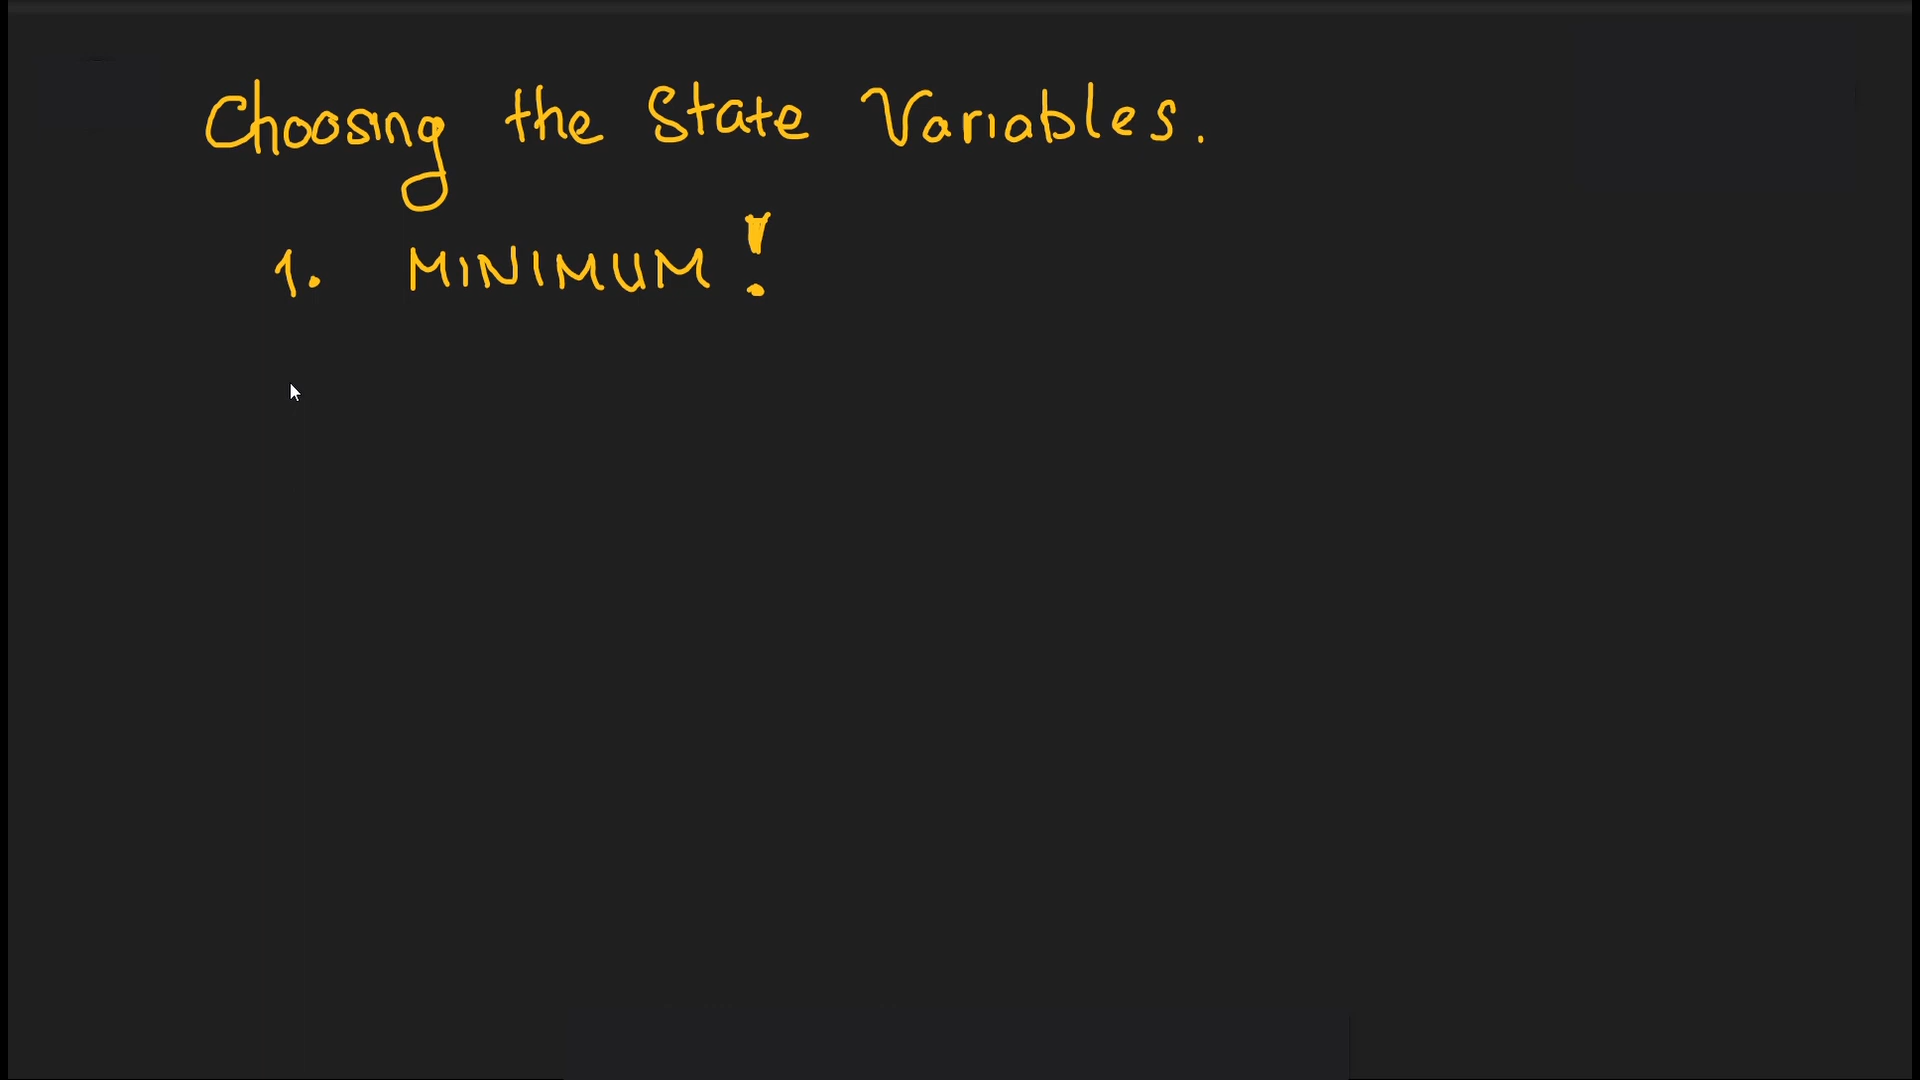 Choosing the State Variables.
1. MINIMUM!